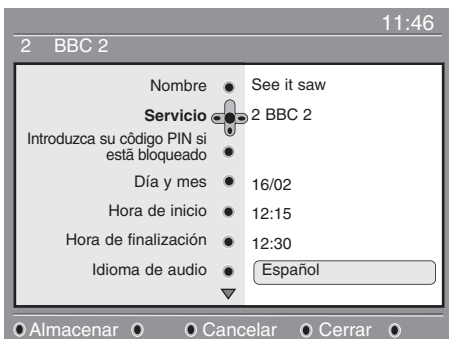 11:46
2 BBC 2
Nombre See it saw
Servicio 2 BBC 2
Introduzca su côdigo PIN si
estã bloqueado
Día y mes 16/02
Hora de inicio 12:15
Hora de finalización 12:30
Idioma de audio Español
Almacenar Cancelar Cerrar